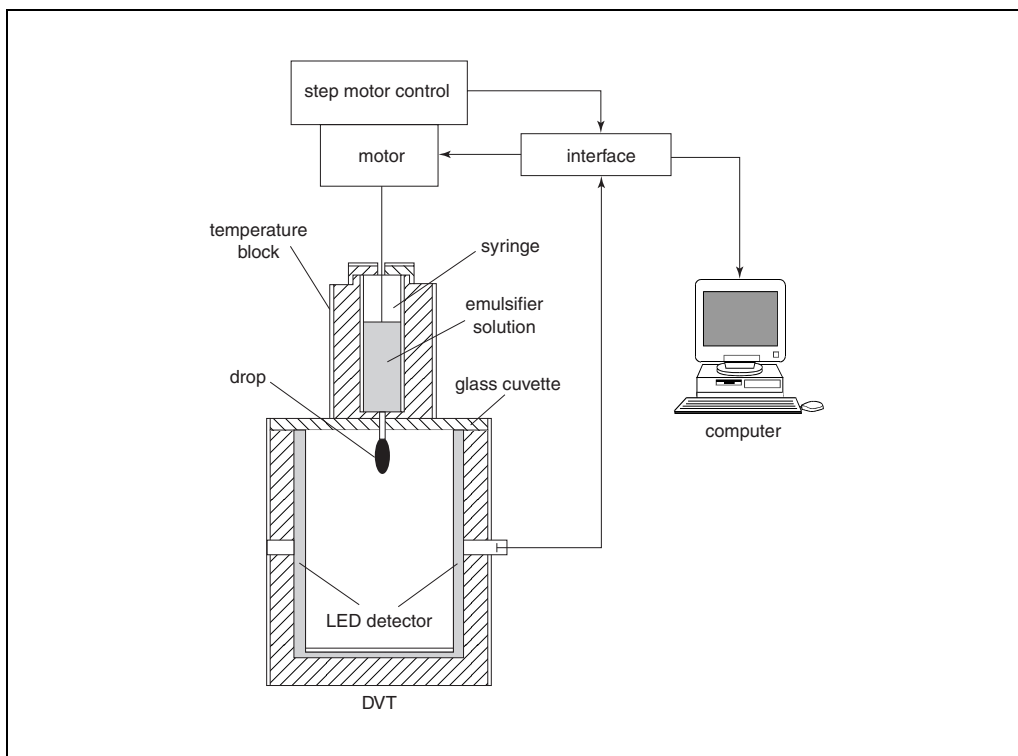 step motor control
motor
interface
temperature
block
syringe
emulsifier
solution
drop
glass cuvette
computer
LED detector
DVT